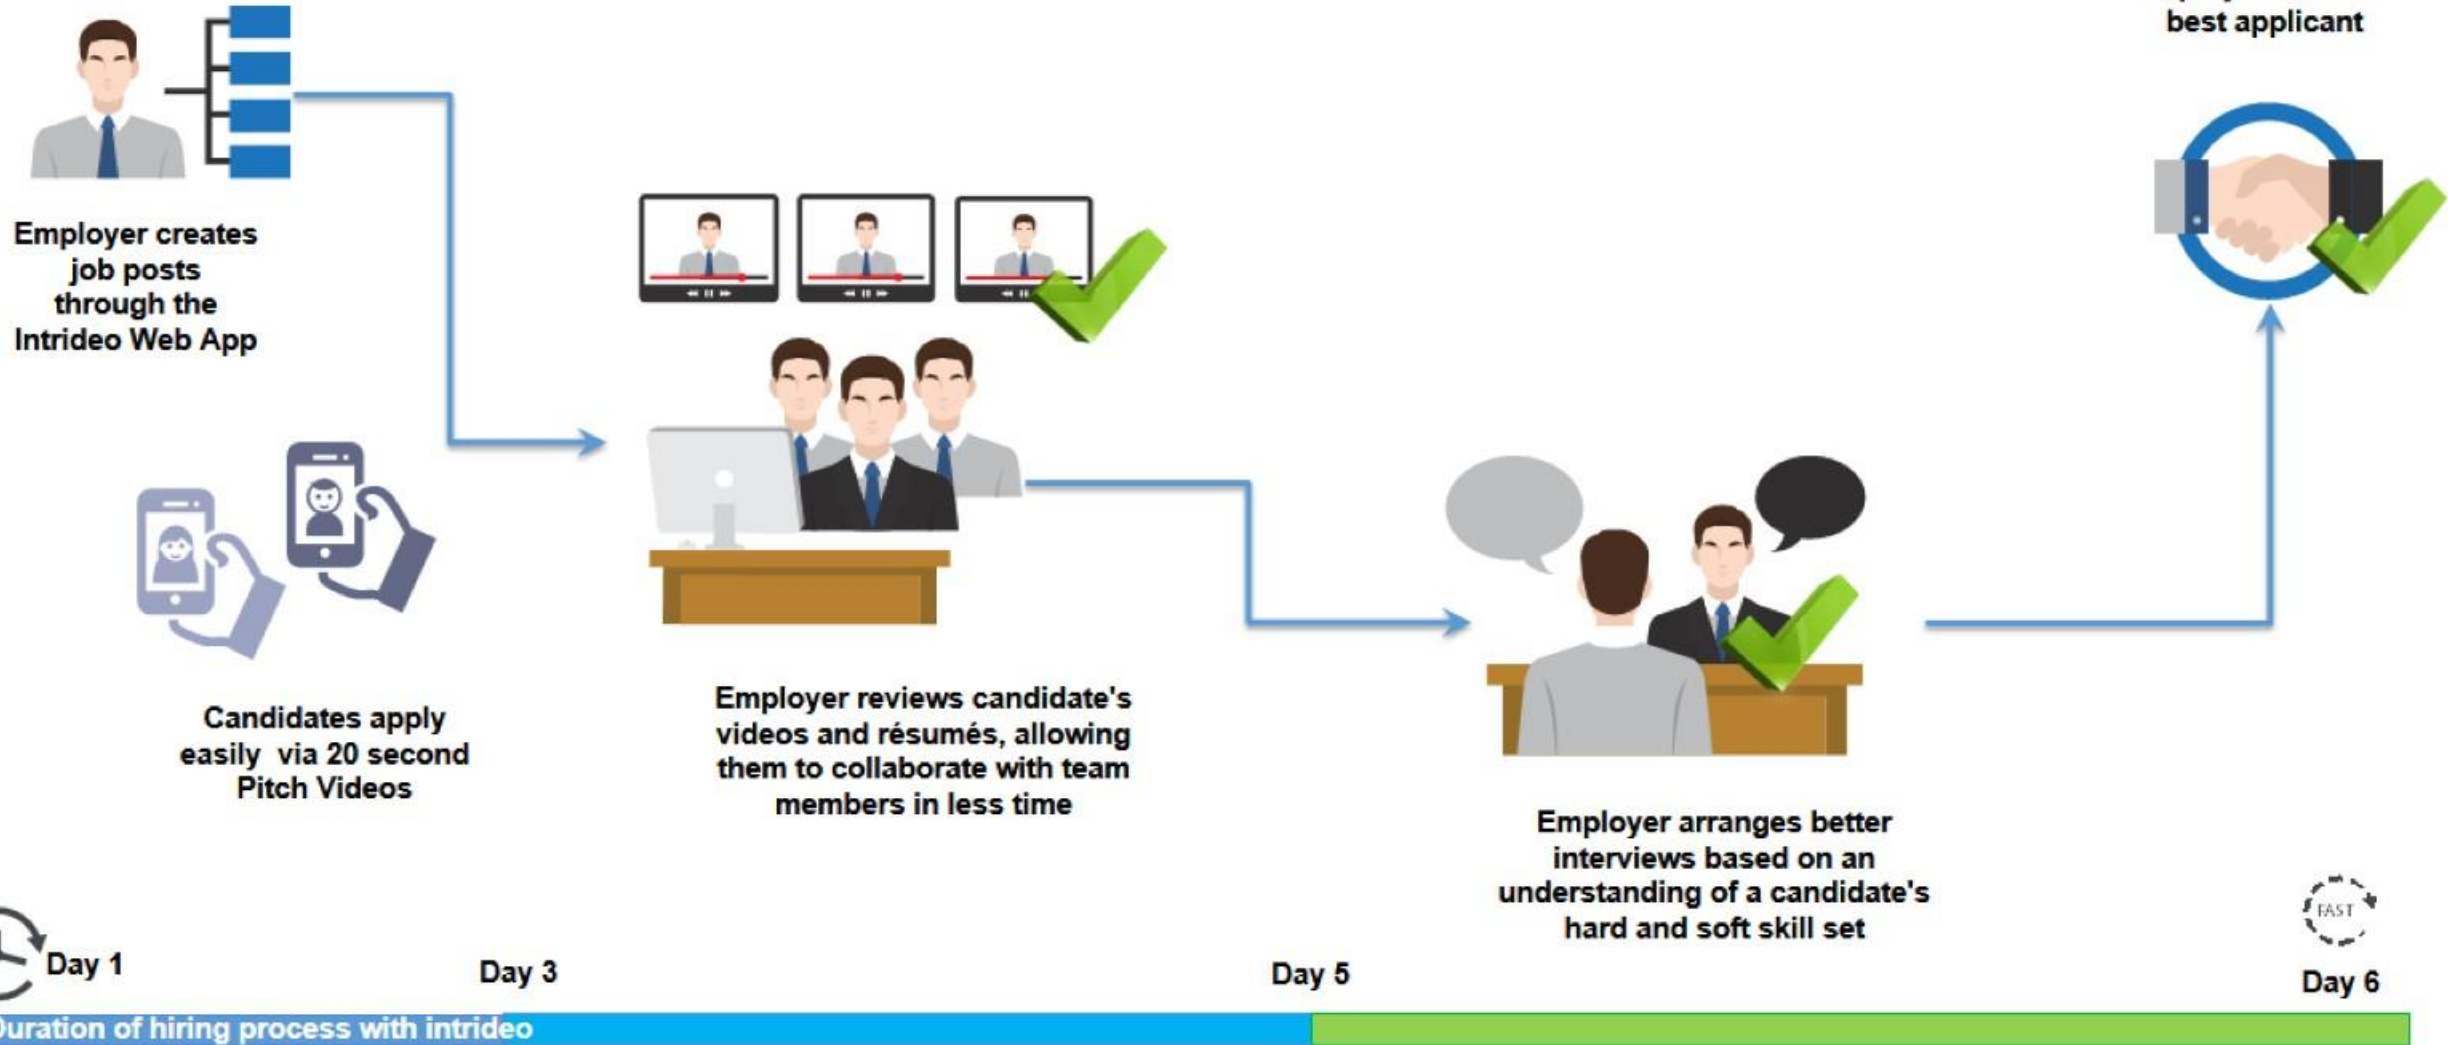 best applicant
Employer creates
job posts
through the
Intrideo Web App
Candidates apply
easily via 20 second
Pitch Videos
Employer reviews candidate's
videos and résumés, allowing
them to collaborate with team
members in less time
Employer arranges better
interviews based on an
understanding of a candidate's
hard and soft skill set
FAST
Day 1
Day 3
Day 5
Day 6
Duration of hiring process with intrideo